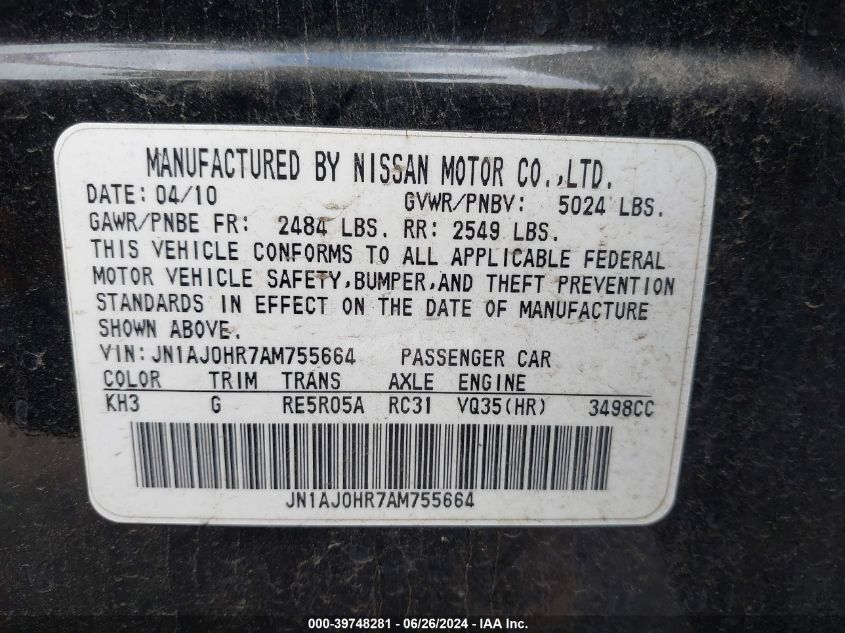 MANUFACTURED BY NISSAN MOTOR CO.,LTD.
DATE: 04/10 GVWR/PNBV: 5024 LBS.
GAWR/PNBE FR: 2484 LBS. RR: 2549 LBS.
THIS VEHICLE CONFORMS TO ALL APPLICABLE FEDERAL
MOTOR VEHICLE SAFETY,BUMPER,AND THEFT PREVENTION
STANDARDS IN EFFECT ON THE DATE OF MANUFACTURE
SHOWN ABOVE.
VIN:JN1AJ0HR7AM755664 PASSENGER CAR
COLOR TRIM TRANS AXLE ENGINE
KH3 G RE5R05A RC31 VQ35(HR) 3498CC
JN1AJ0HR7AM755664
000-39748281 - 06/26/2024 - IAA Inc.